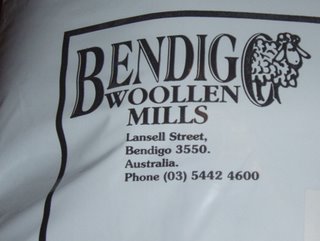 BENDIGO
WOOLLEN
MILLS
Lansell Street,
Bendigo 3550.
Australia.
Phone (03) 5442 4600